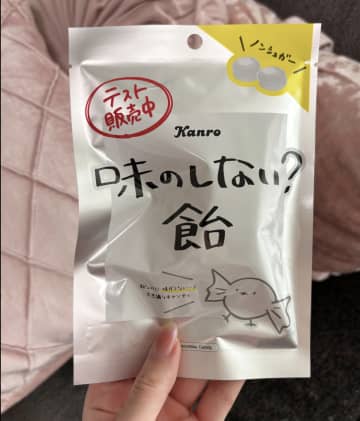 ノンシュガー
テスト
販売中
Kanro
味のしない?
飴